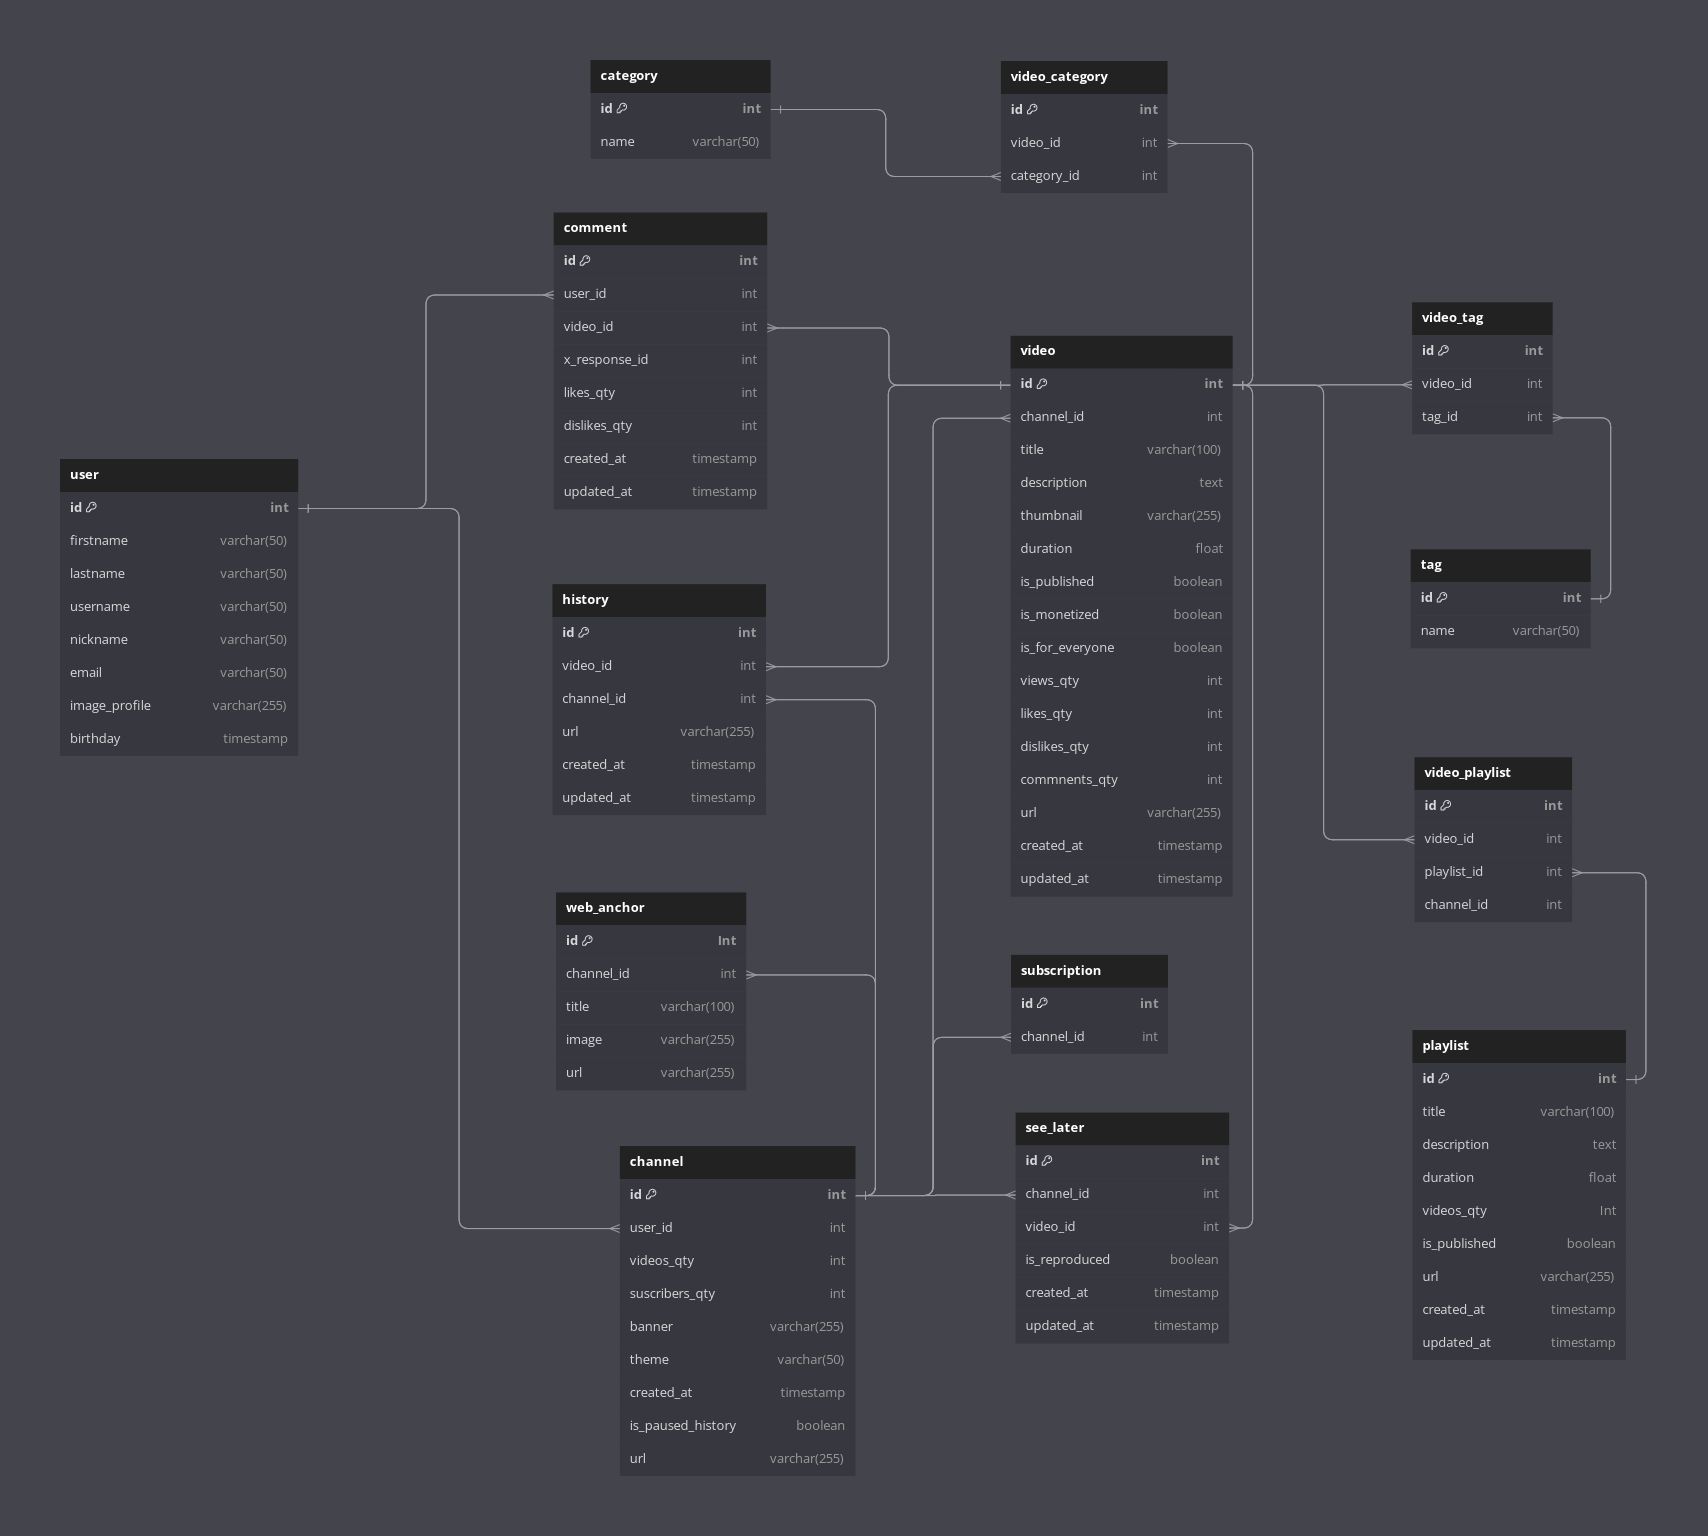 category
id int
name varchar(50)
video_category
id int
video_id int
category_id int
comment
id int
user_id int
video_id int
x_response_id int
likes_qty int
dislikes_qty int
created_at timestamp
updated_at timestamp
video_tag
id int
video_id int
tag_id int
video
id int
channel_id int
title varchar(100)
description text
thumbnail varchar(255)
duration float
is_published boolean
is_monetized boolean
is_for_everyone boolean
views_qty int
likes_qty int
dislikes_qty int
commnents_qty int
url varchar(255)
created_at timestamp
updated_at timestamp
user
id int
firstname varchar(50)
lastname varchar(50)
username varchar(50)
nickname varchar(50)
email varchar(50)
image_profile varchar(255)
birthday timestamp
tag
id int
name varchar(50)
history
id int
video_id int
channel_id int
url varchar(255)
created_at timestamp
updated_at timestamp
video_playlist
id int
video_id int
playlist_id int
channel_id int
web_anchor
id Int
channel_id int
title varchar(100)
image varchar(255)
url varchar(255)
subscription
id int
channel_id int
playlist
id int
title varchar(100)
description text
duration float
videos_qty Int
is_published boolean
url varchar(255)
created_at timestamp
updated_at timestamp
see_later
id int
channel_id int
video_id int
is_reproduced boolean
created_at timestamp
updated_at timestamp
channel
id int
user_id int
videos_qty int
suscribers_qty int
banner varchar(255)
theme varchar(50)
created_at timestamp
is_paused_history boolean
url varchar(255)